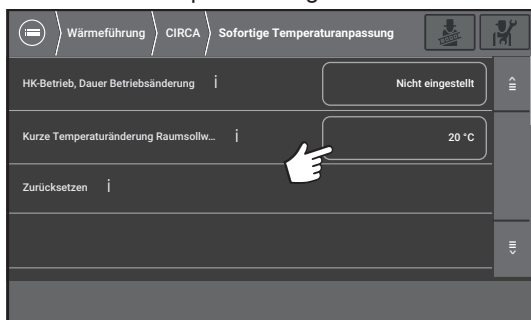 Wärmeführung CIRCA Sofortige Temperaturanpassung
HK-Betrieb, Dauer Betriebsänderung i Nicht eingestellt
Kurze Temperaturänderung Raumsollw... i 20 °C
Zurücksetzen i